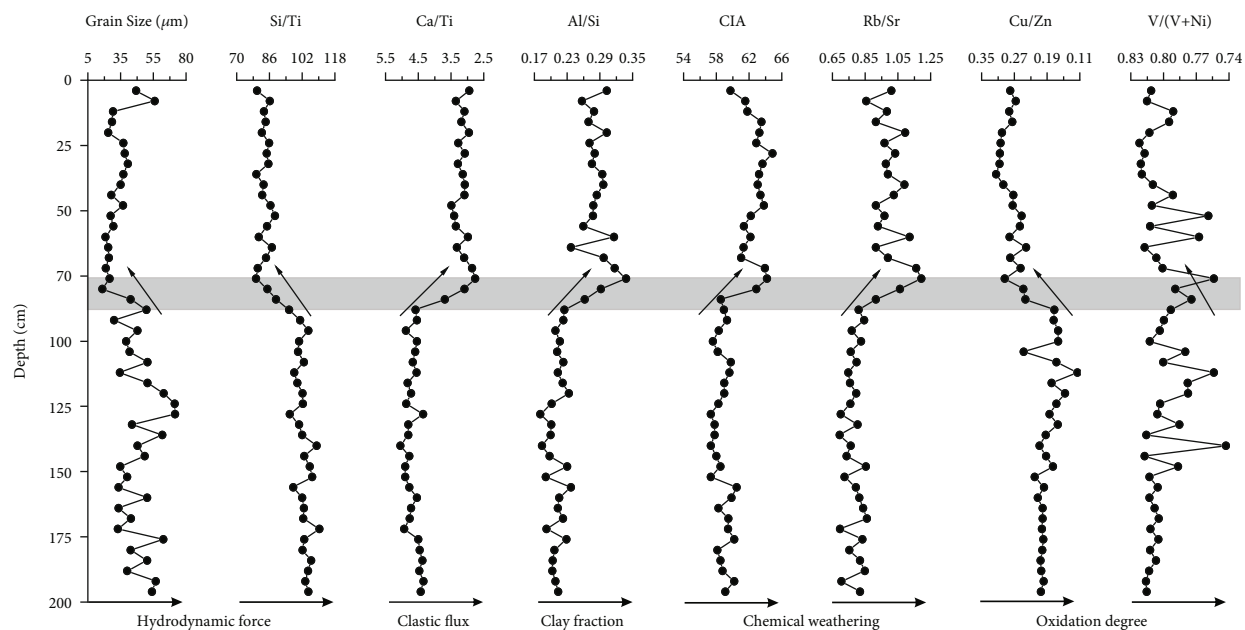 Grain Size (μm) Si/Ti Ca/Ti Al/Si CIA Rb/Sr Cu/Zn V/(V+Ni)
5 35 55 80 70 86 102 118 5.5 4.5 3.5 2.5 0.17 0.23 0.29 0.35 54 58 62 66 0.65 0.85 1.05 1.25 0.35 0.27 0.19 0.11 0.83 0.80 0.77 0.74
0
25
50
70
75
100
125
150
175
200
Depth (cm)
Hydrodynamic force Clastic flux Clay fraction Chemical weathering Oxidation degree